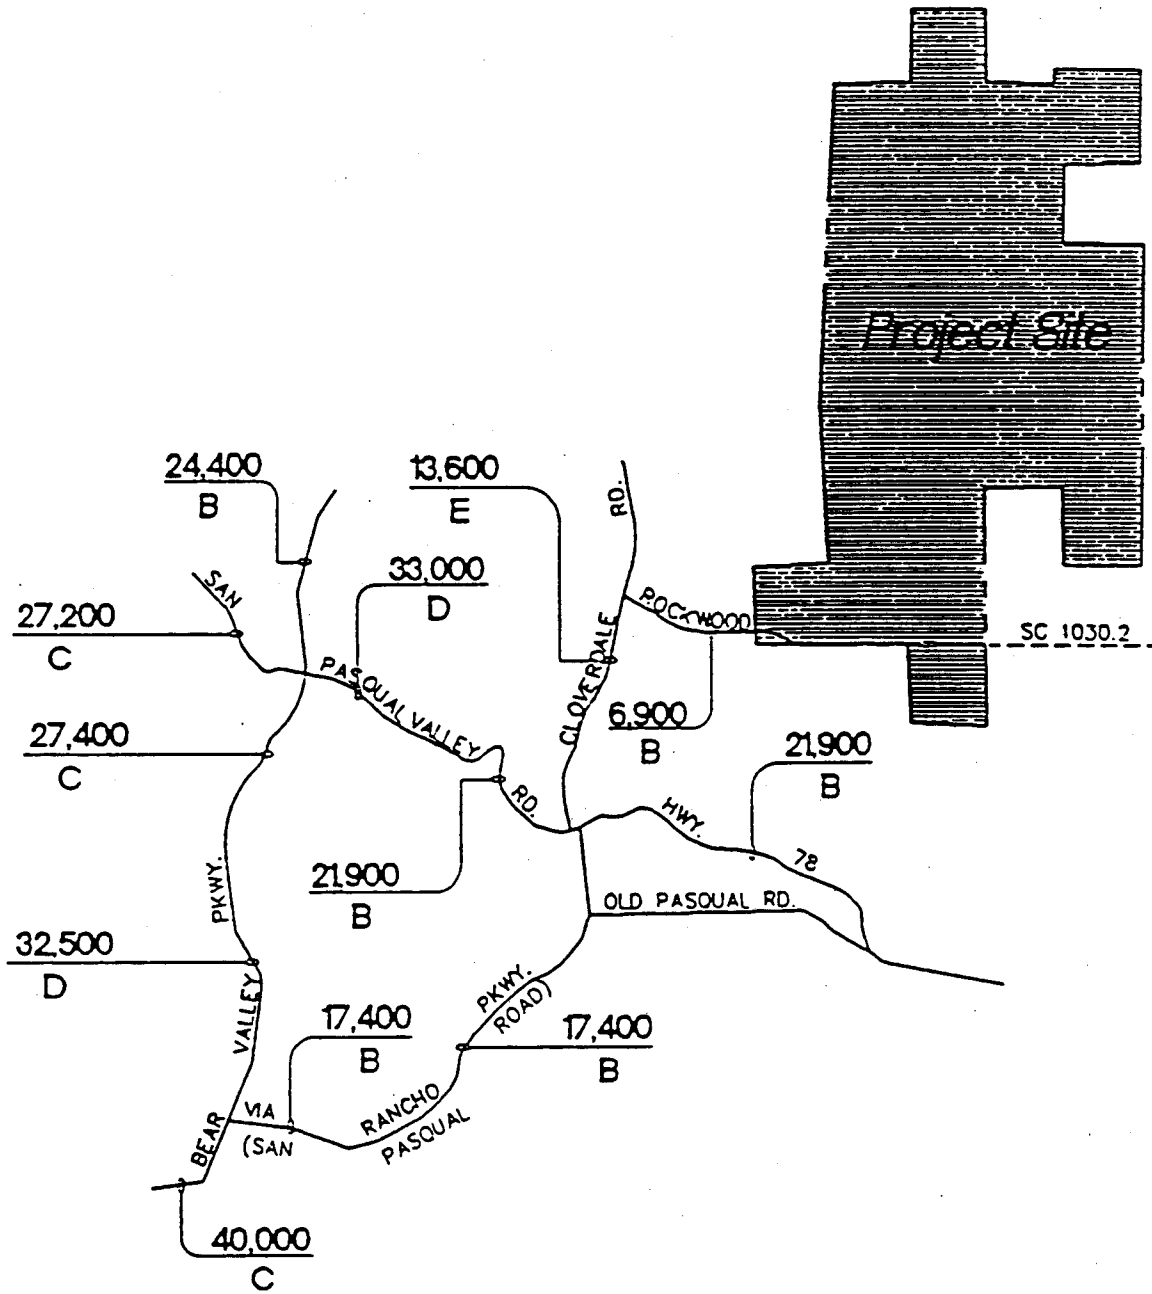 Project Site
24,400
B
13,600
E
RD.
33,000
D
SAN
27,200
C
ROCKWOOD
SC 1030.2
PASQUAL VALLEY
CLOVERDALE
6,900
B
27,400
C
21,900
B
RD.
HWY.
78
21,900
B
PKWY.
OLD PASQUAL RD.
32,500
D
VALLEY
PKWY.
ROAD)
17,400
B
17,400
B
VIA
RANCHO
(SAN
PASQUAL
BEAR
40,000
C